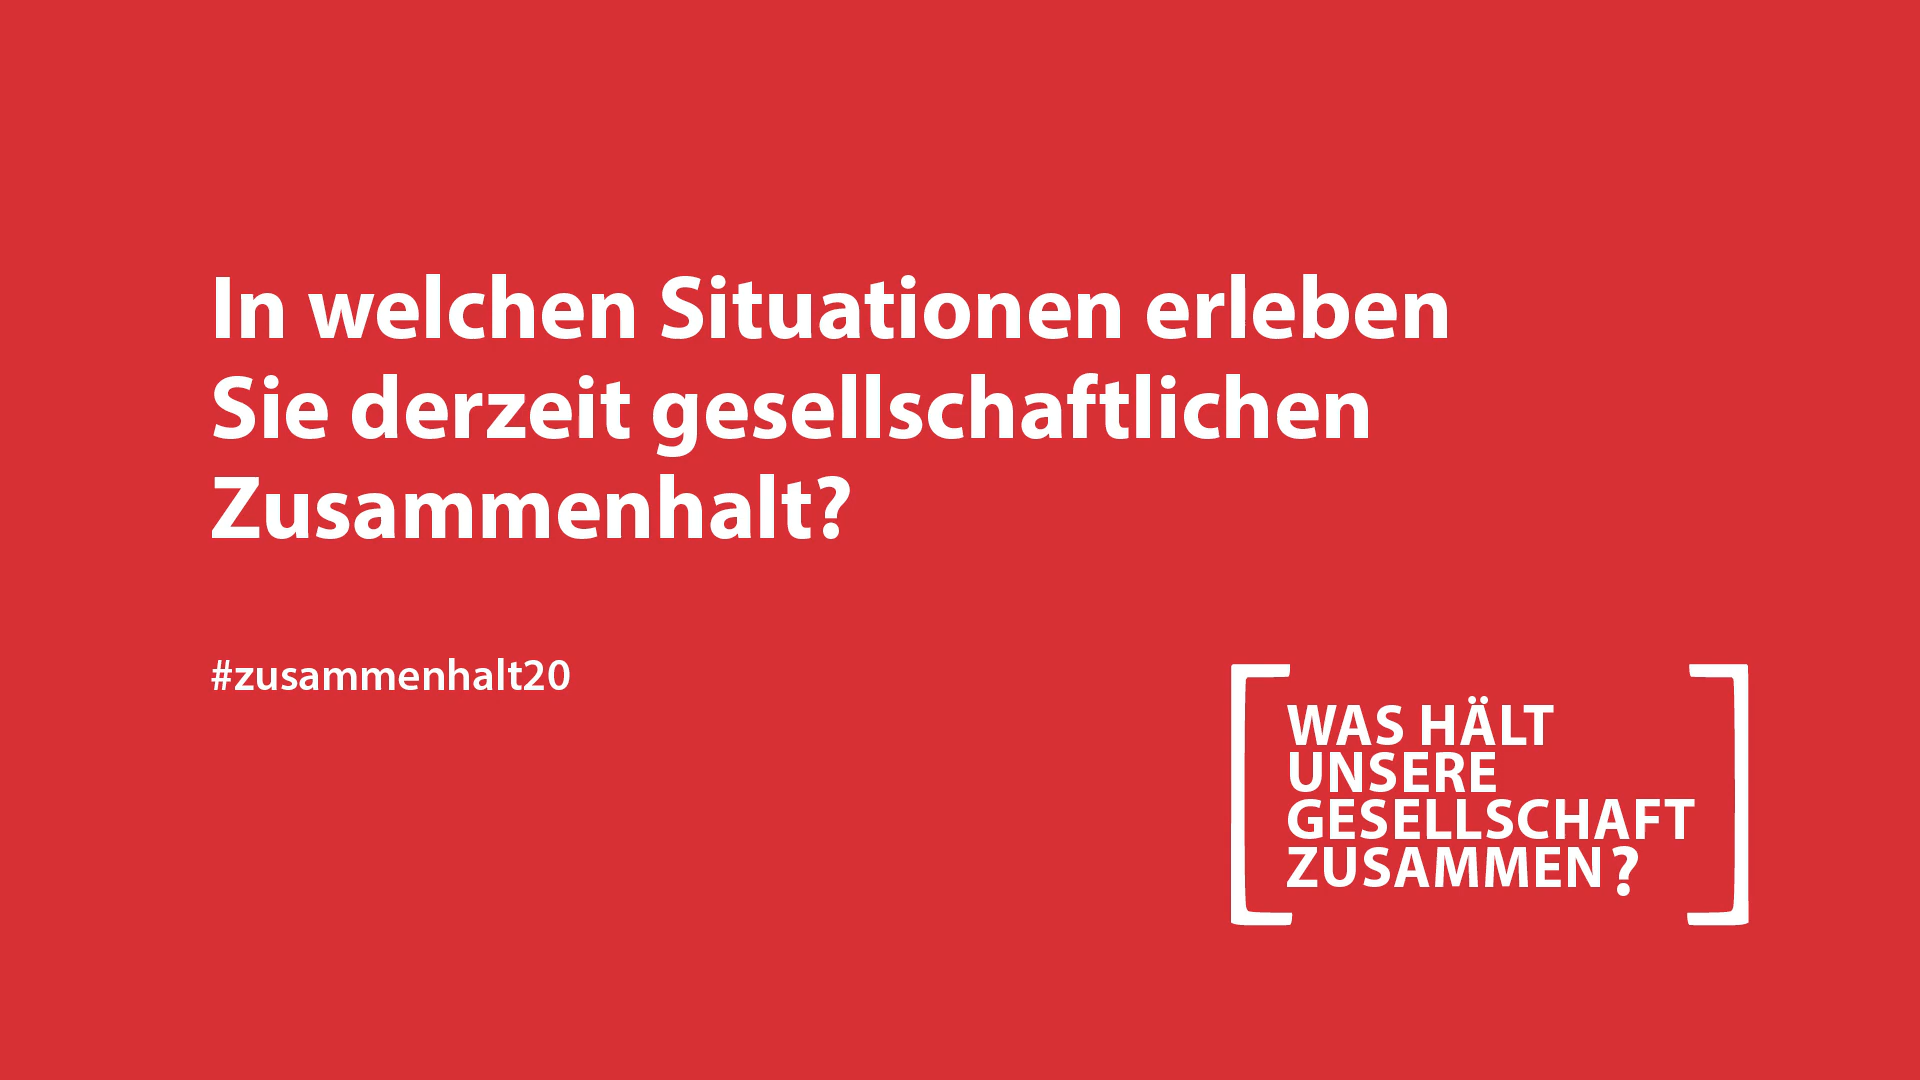 In welchen Situationen erleben
Sie derzeit gesellschaftlichen
Zusammenhalt?
#zusammenhalt20
WAS HÄLT
UNSERE
GESELLSCHAFT
ZUSAMMEN?